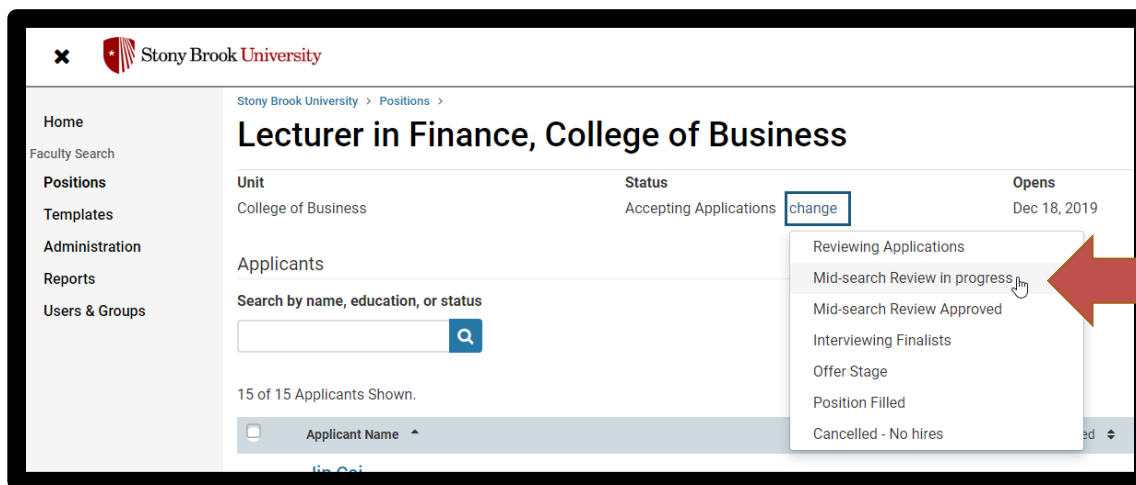 Stony Brook University
Stony Brook University > Positions >
Home
Lecturer in Finance, College of Business
Faculty Search
Positions
Unit
Status
Opens
Templates
College of Business
Accepting Applications change
Dec 18, 2019
Administration
Reviewing Applications
Applicants
Reports
Mid-search Review in progress
Search by name, education, or status
Users & Groups
Mid-search Review Approved
Interviewing Finalists
Offer Stage
15 of 15 Applicants Shown.
Position Filled
Applicant Name
Cancelled - No hires
ed